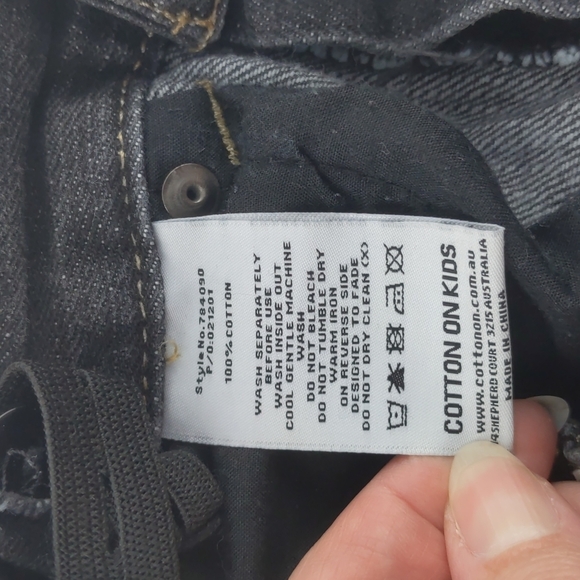 Style No.784090
P/O:021201
100% COTTON
WASH SEPARATELY
BEFORE USE
WASH INSIDE OUT
COOL GENTLE MACHINE
WASH
DO NOT BLEACH
DO NOT TUMBLE DRY
WARM IRON
ON REVERSE SIDE
DESIGNED TO FADE
DO NOT DRY CLEAN (X)
COTTON ON KIDS
www.cottonon.com.au
14 SHEPHERD COURT 3215 AUSTRALIA
MADE IN CHINA